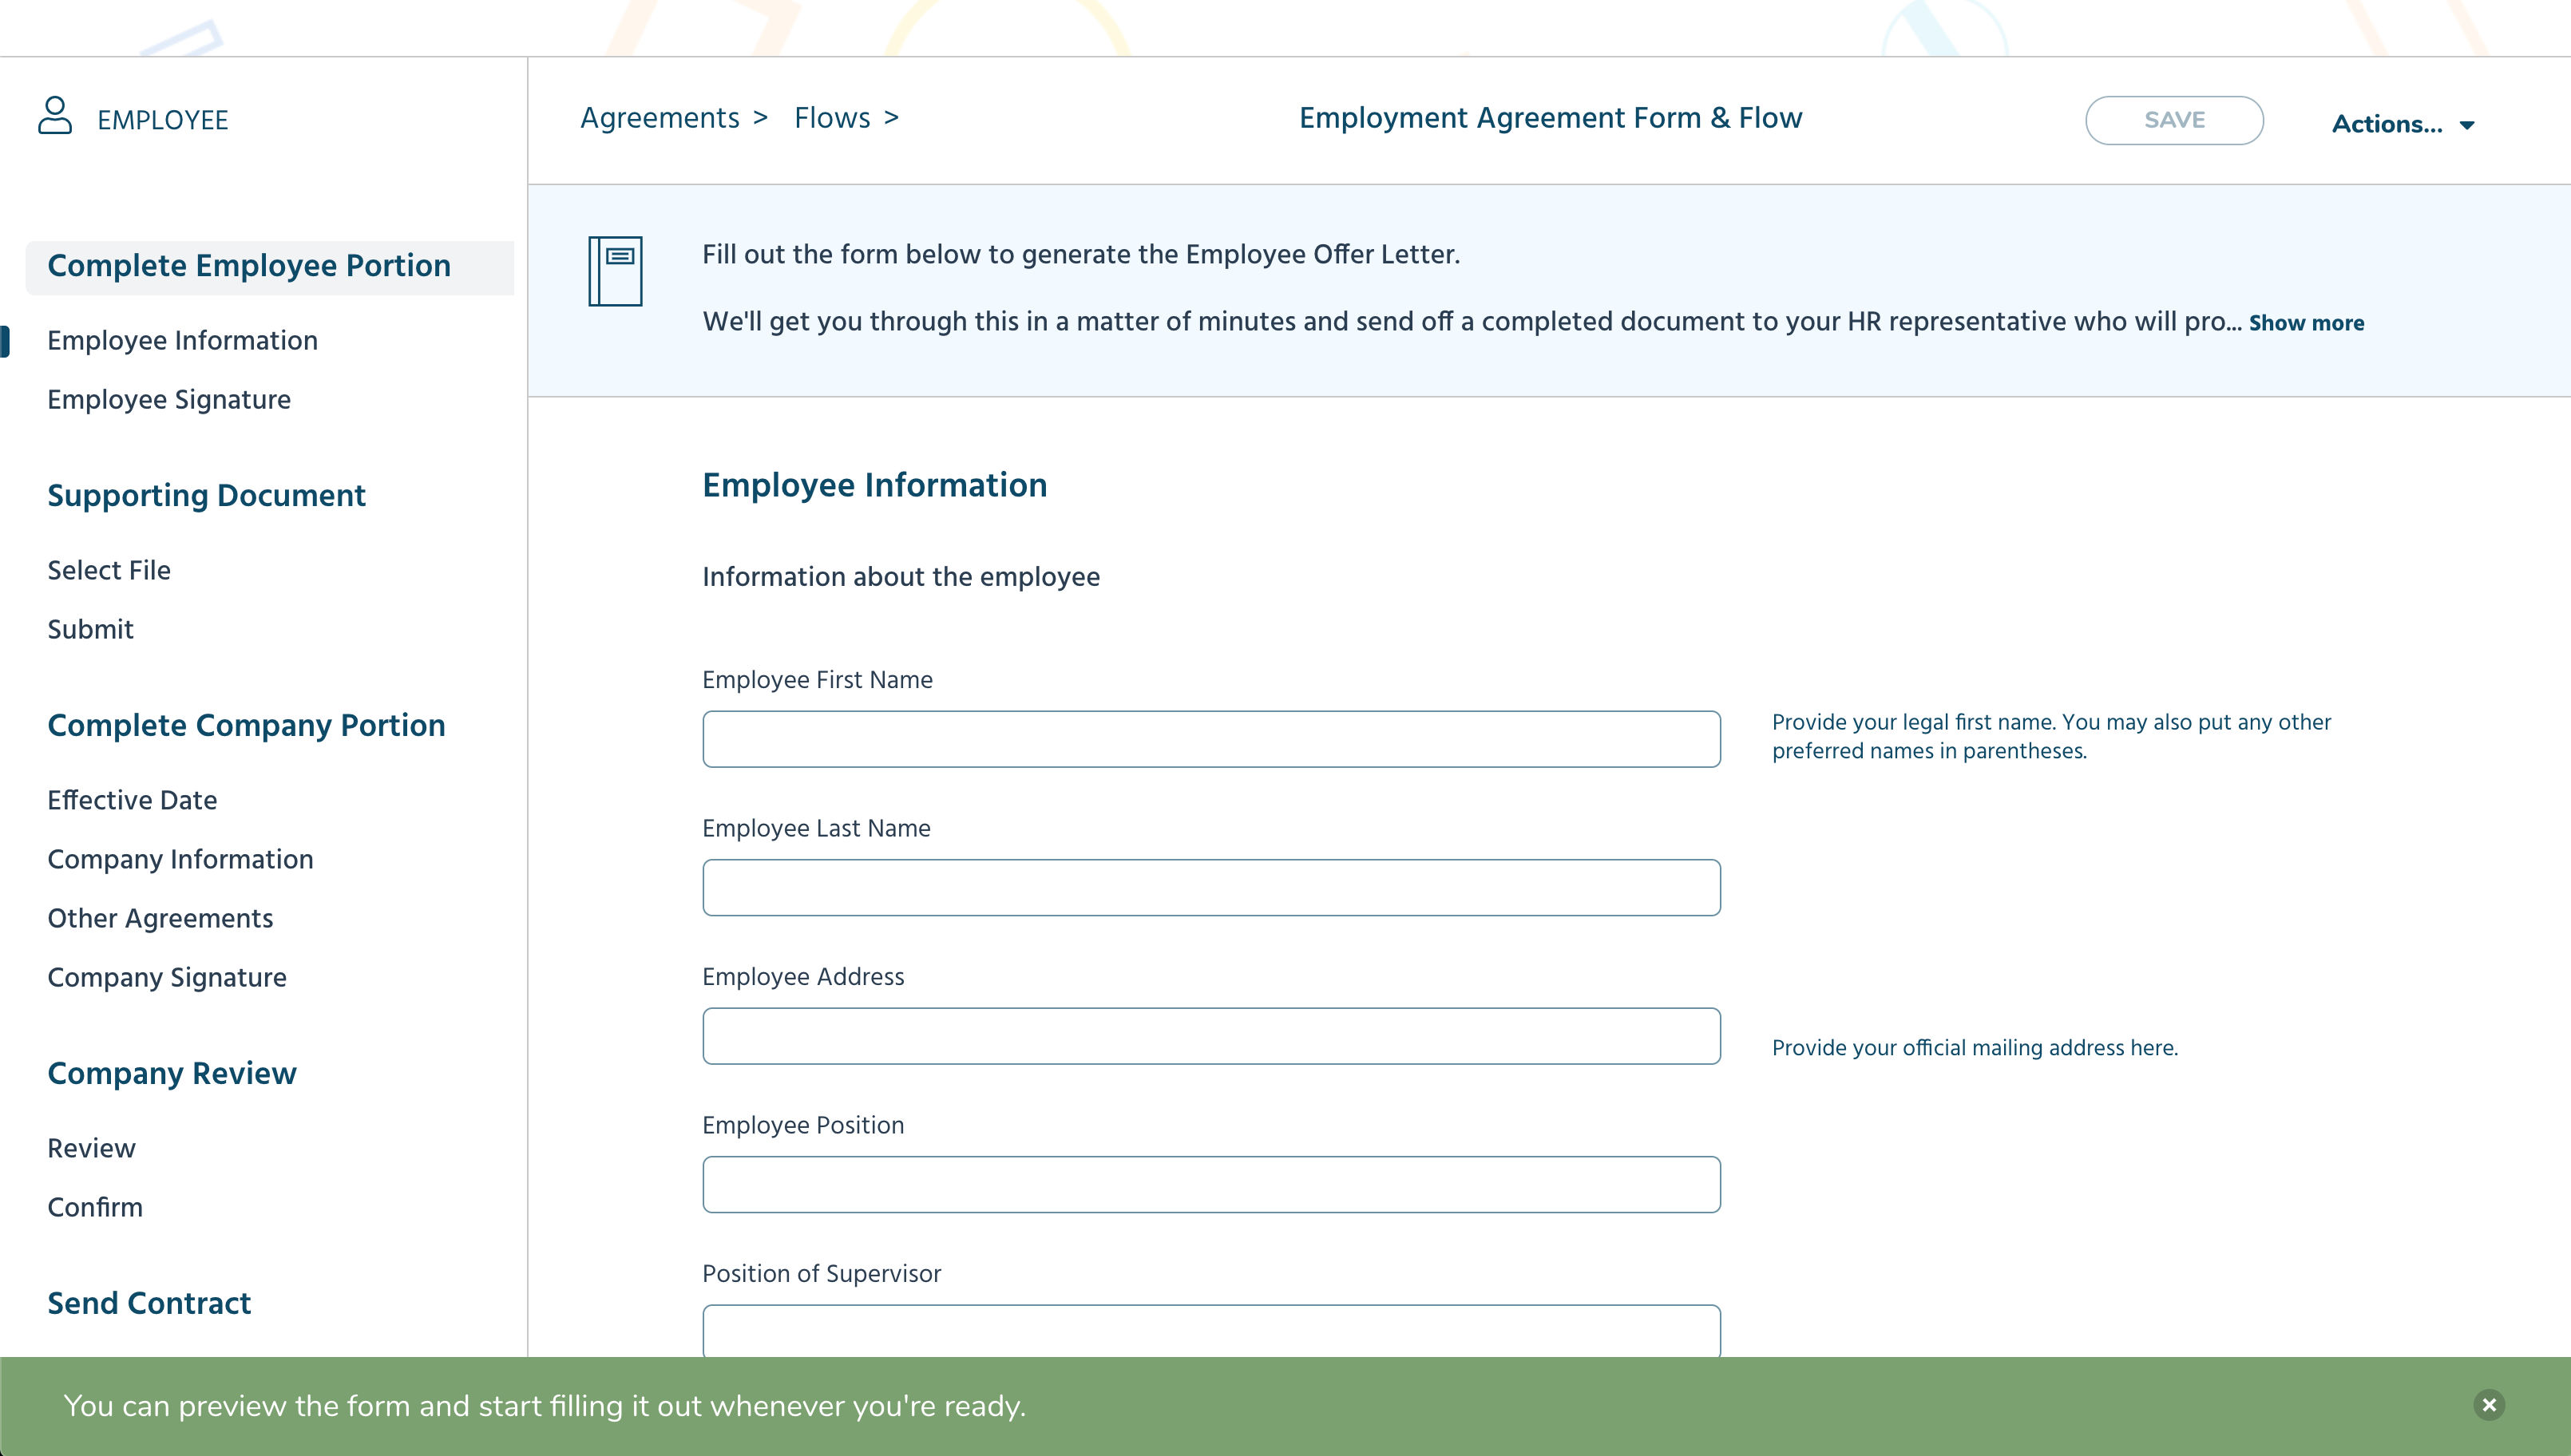 EMPLOYEE
Agreements > Flows >
Employment Agreement Form & Flow
SAVE
Actions...
Complete Employee Portion
Employee Information
Employee Signature
Supporting Document
Select File
Submit
Complete Company Portion
Effective Date
Company Information
Other Agreements
Company Signature
Company Review
Review
Confirm
Send Contract
Fill out the form below to generate the Employee Offer Letter.
We'll get you through this in a matter of minutes and send off a completed document to your HR representative who will pro... Show more
Employee Information
Information about the employee
Employee First Name
Provide your legal first name. You may also put any other
preferred names in parentheses.
Employee Last Name
Employee Address
Provide your official mailing address here.
Employee Position
Position of Supervisor
You can preview the form and start filling it out whenever you're ready.